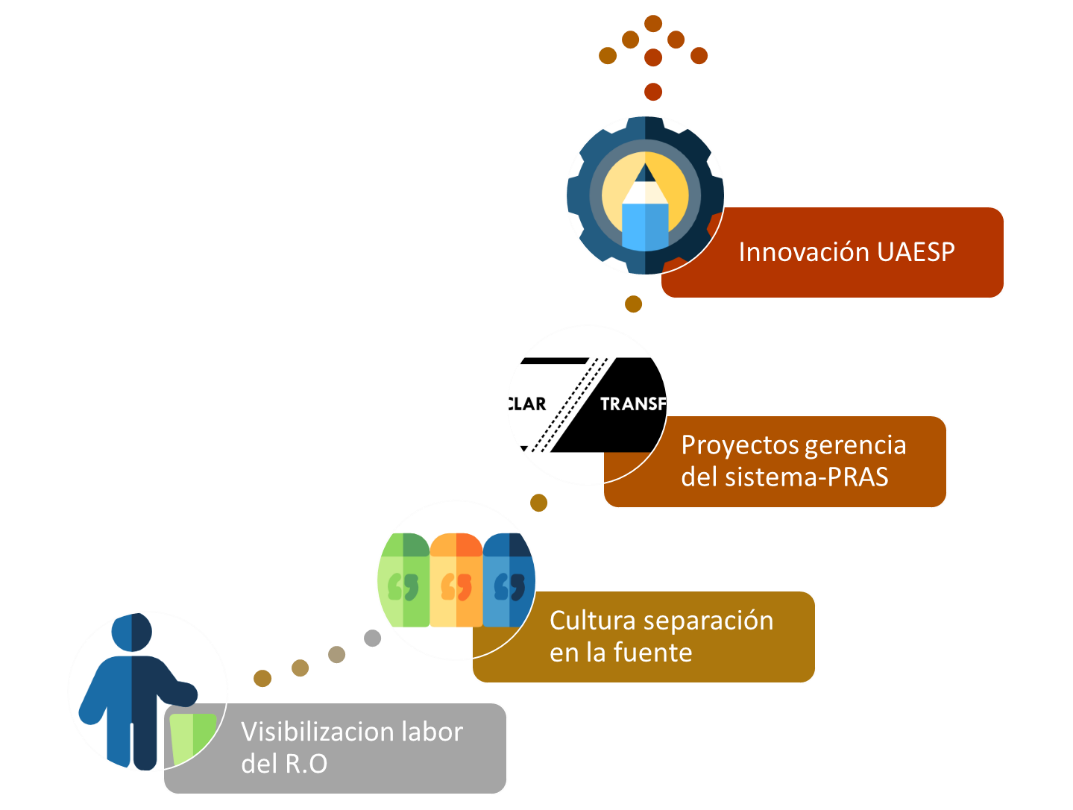 Innovación UAESP
CLAR TRANSF
Proyectos gerencia
del sistema-PRAS
Cultura separación
en la fuente
Visibilizacion labor
del R.O